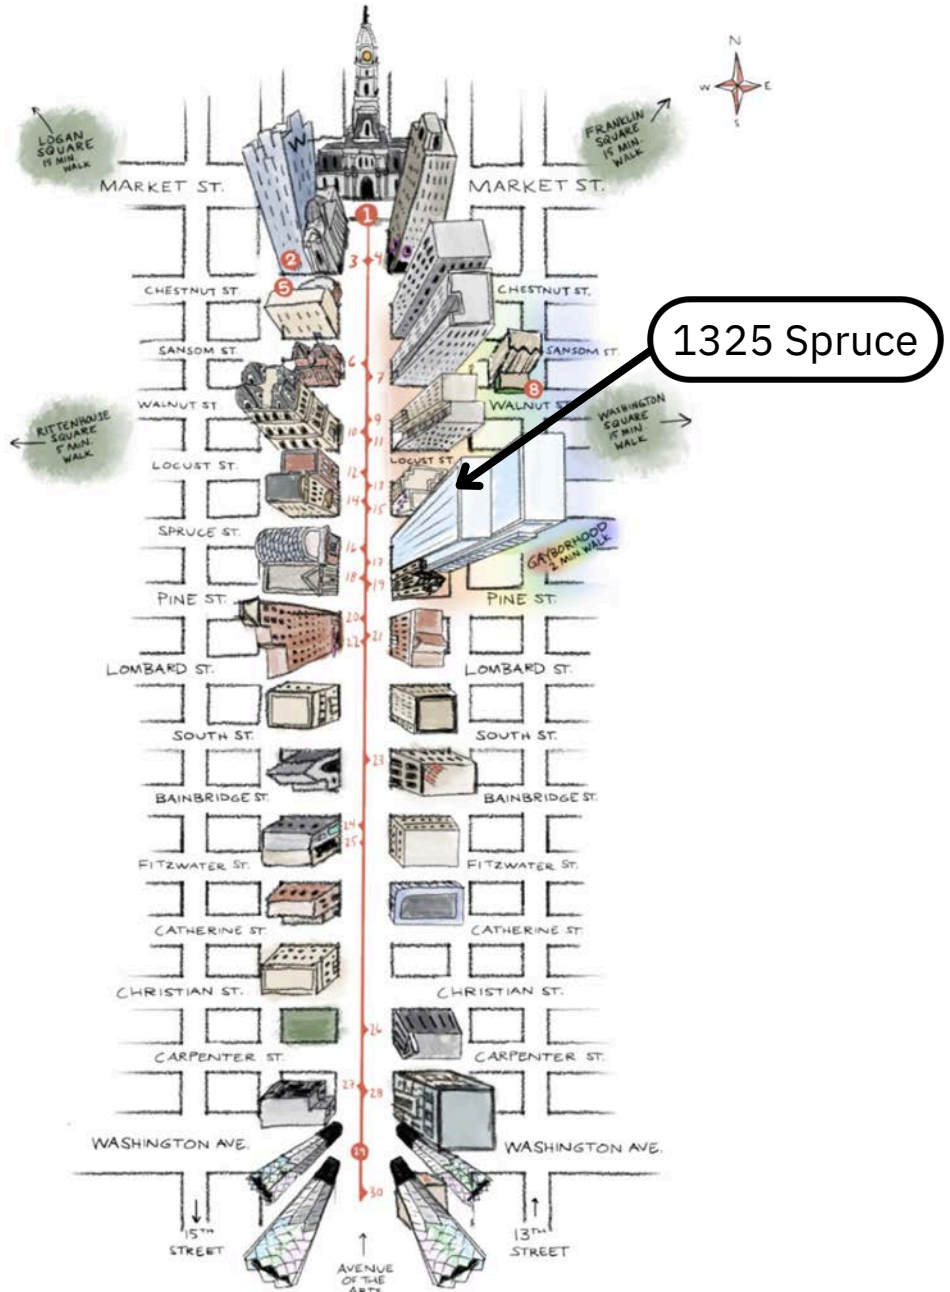 N
W
E
S
LOGAN
SQUARE
15 MIN.
WALK
FRANKLIN
SQUARE
15 MIN.
WALK
W
MARKET ST.
MARKET ST.
1
2
3
4
CHESTNUT ST.
5
CHESTNUT ST.
1325 Spruce
SANSOM ST.
6
7
SANSOM ST.
8
WALNUT ST.
WALNUT ST.
RITTENHOUSE
SQUARE
5 MIN.
WALK
9
10
11
WASHINGTON
SQUARE
15 MIN.
WALK
LOCUST ST.
LOCUST ST.
12
13
14
15
SPRUCE ST.
16
17
GAYBORHOOD
2 MIN WALK
18
19
PINE ST.
PINE ST.
20
21
22
LOMBARD ST.
LOMBARD ST.
SOUTH ST.
SOUTH ST.
23
BAINBRIDGE ST.
BAINBRIDGE ST.
24
25
FITZWATER ST.
FITZWATER ST.
CATHERINE ST.
CATHERINE ST.
CHRISTIAN ST.
CHRISTIAN ST.
26
CARPENTER ST.
CARPENTER ST.
27
28
WASHINGTON AVE.
29
WASHINGTON AVE.
30
15TH
STREET
13TH
STREET
AVENUE
OF THE
ARTS